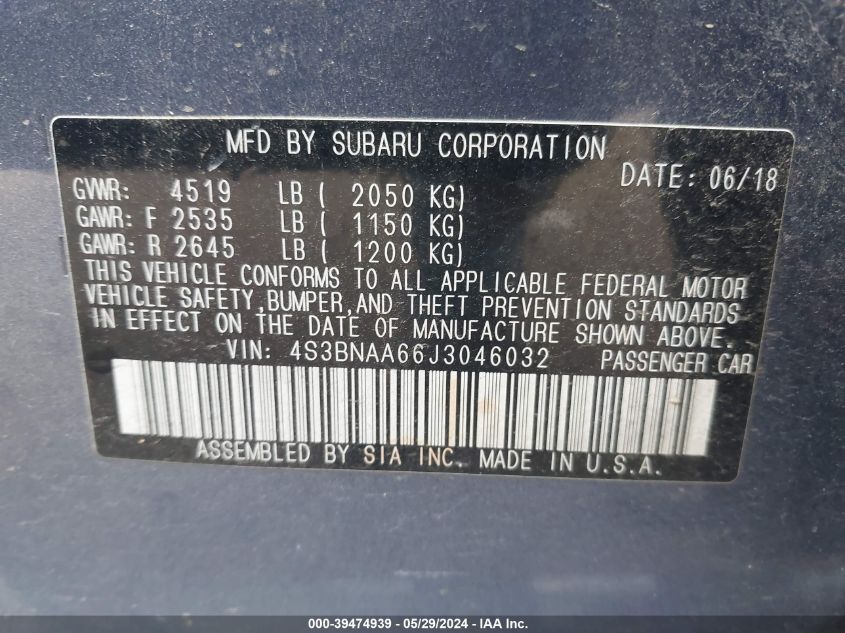 MFD BY SUBARU CORPORATION
DATE: 06/18
GVWR: 4519 LB ( 2050 KG)
GAWR: F 2535 LB ( 1150 KG)
GAWR: R 2645 LB ( 1200 KG)
THIS VEHICLE CONFORMS TO ALL APPLICABLE FEDERAL MOTOR
VEHICLE SAFETY,BUMPER,AND THEFT PREVENTION STANDARDS
IN EFFECT ON THE DATE OF MANUFACTURE SHOWN ABOVE.
VIN: 4S3BNAA66J3046032 PASSENGER CAR
ASSEMBLED BY SIA INC. MADE IN U.S.A.
000-39474939 - 05/29/2024 - IAA Inc.